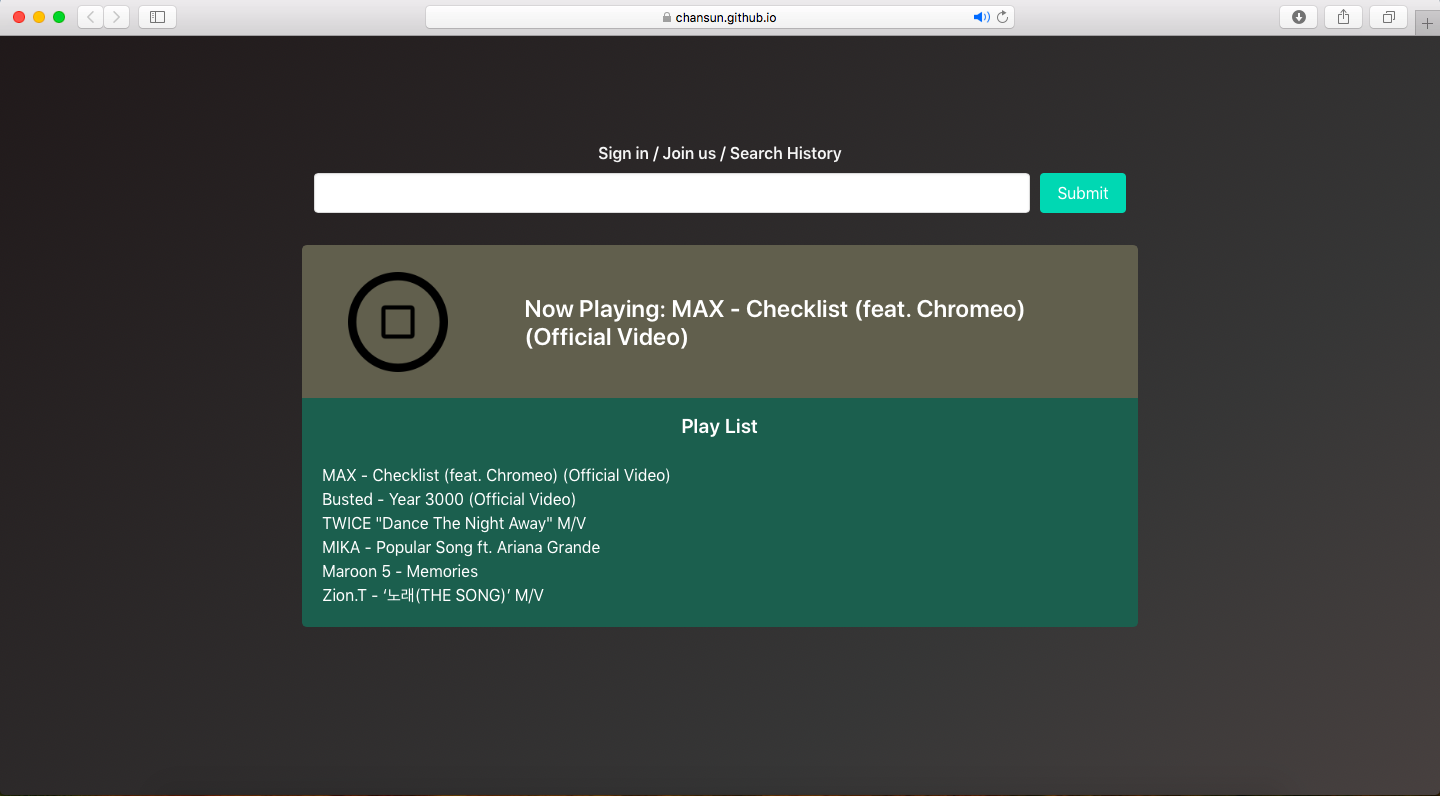 chansun.github.io
Sign in / Join us / Search History
Submit
Now Playing: MAX - Checklist (feat. Chromeo)
(Official Video)
Play List
MAX - Checklist (feat. Chromeo) (Official Video)
Busted - Year 3000 (Official Video)
TWICE "Dance The Night Away" M/V
MIKA - Popular Song ft. Ariana Grande
Maroon 5 - Memories
Zion.T - ‘노래(THE SONG)’ M/V